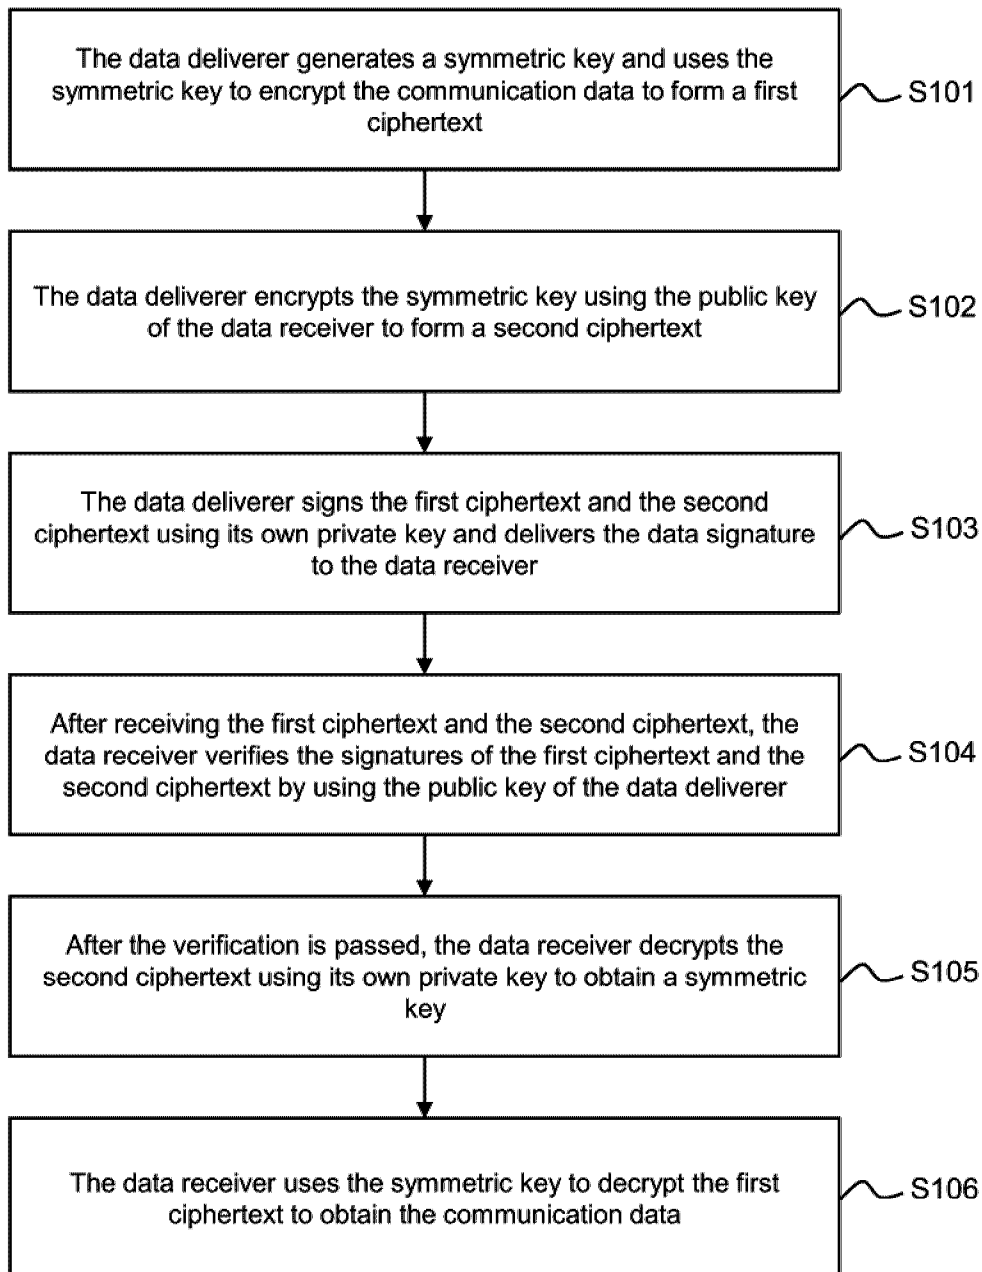 The data deliverer generates a symmetric key and uses the
symmetric key to encrypt the communication data to form a first
ciphertext
S101
The data deliverer encrypts the symmetric key using the public key
of the data receiver to form a second ciphertext
S102
The data deliverer signs the first ciphertext and the second
ciphertext using its own private key and delivers the data signature
to the data receiver
S103
After receiving the first ciphertext and the second ciphertext, the
data receiver verifies the signatures of the first ciphertext and the
second ciphertext by using the public key of the data deliverer
S104
After the verification is passed, the data receiver decrypts the
second ciphertext using its own private key to obtain a symmetric
key
S105
The data receiver uses the symmetric key to decrypt the first
ciphertext to obtain the communication data
S106